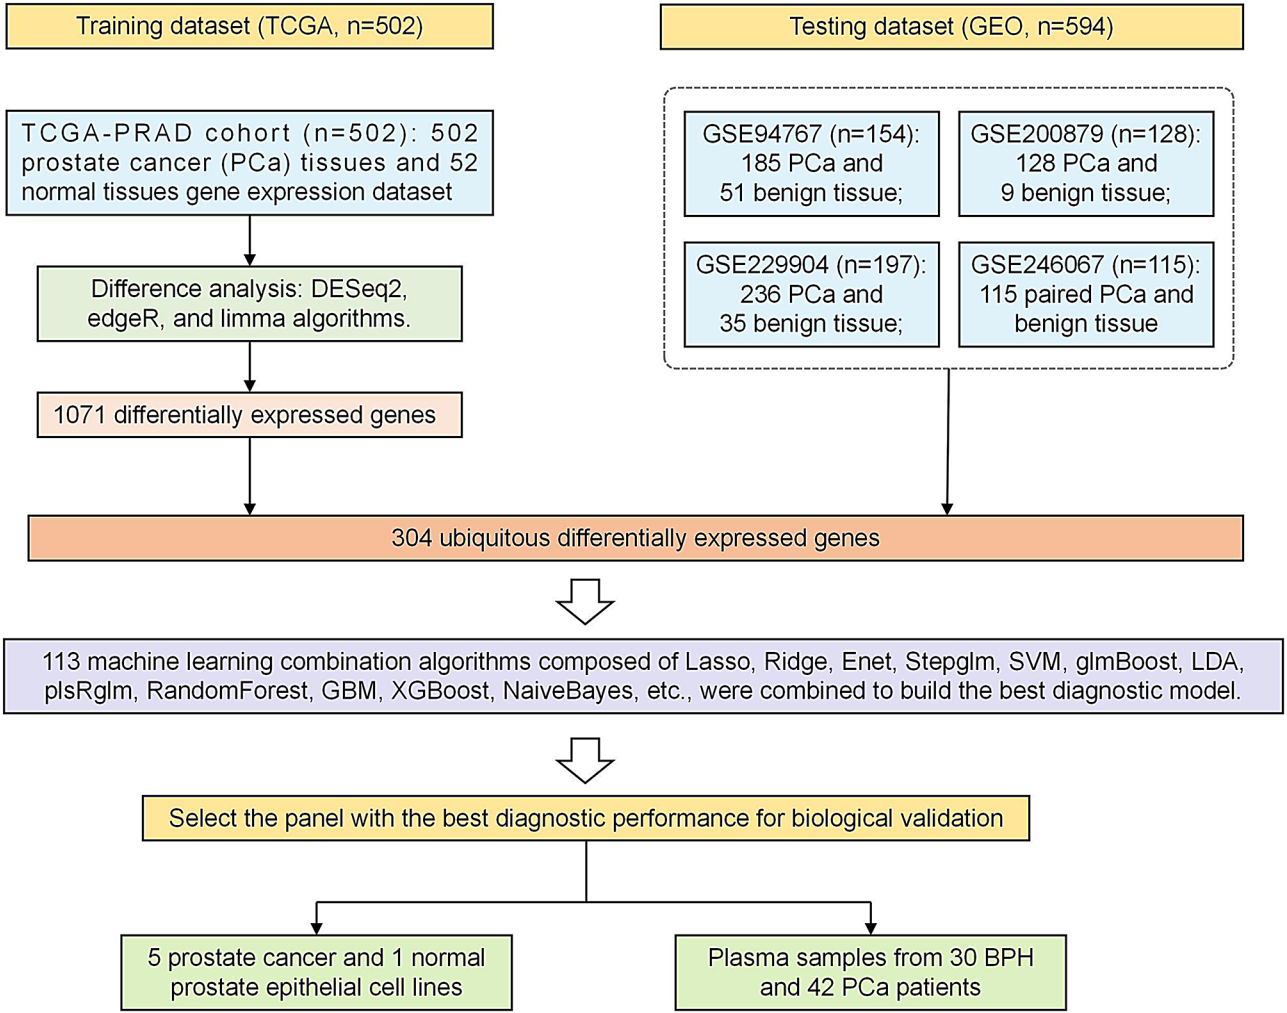 Training dataset (TCGA, n=502)
Testing dataset (GEO, n=594)
TCGA-PRAD cohort (n=502): 502
prostate cancer (PCa) tissues and 52
normal tissues gene expression dataset
GSE94767 (n=154):
185 PCa and
51 benign tissue;
GSE200879 (n=128):
128 PCa and
9 benign tissue;
GSE229904 (n=197):
236 PCa and
35 benign tissue;
GSE246067 (n=115):
115 paired PCa and
benign tissue
Difference analysis: DESeq2,
edgeR, and limma algorithms.
1071 differentially expressed genes
304 ubiquitous differentially expressed genes
113 machine learning combination algorithms composed of Lasso, Ridge, Enet, Stepglm, SVM, glmBoost, LDA,
plsRglm, RandomForest, GBM, XGBoost, NaiveBayes, etc., were combined to build the best diagnostic model.
Select the panel with the best diagnostic performance for biological validation
5 prostate cancer and 1 normal
prostate epithelial cell lines
Plasma samples from 30 BPH
and 42 PCa patients